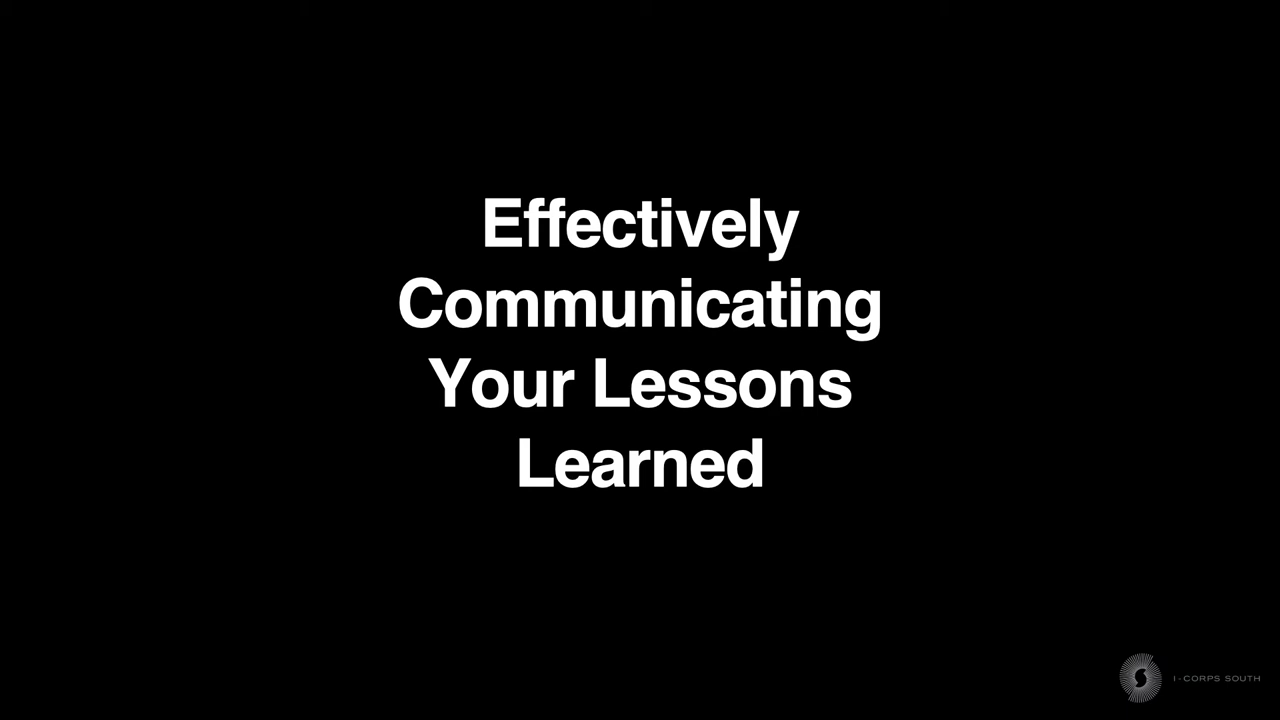 Effectively
Communicating
Your Lessons
Learned
I-CORPS SOUTH